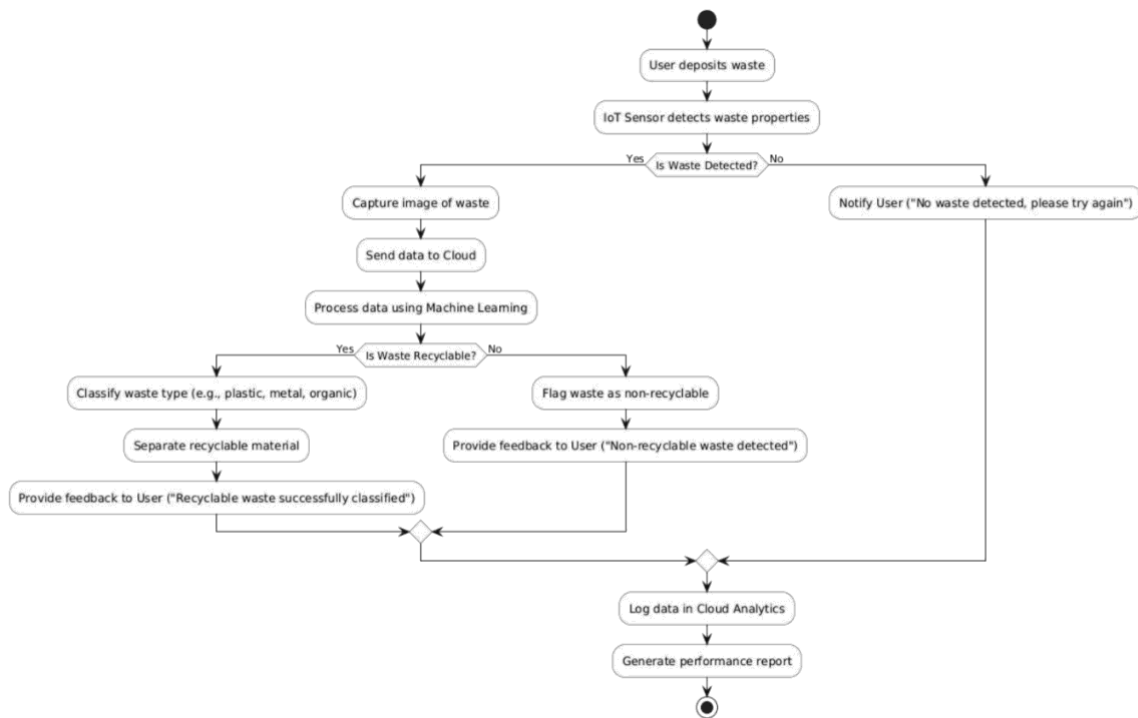 User deposits waste
IoT Sensor detects waste properties
Yes
Is Waste Detected?
No
Capture image of waste
Notify User ("No waste detected, please try again")
Send data to Cloud
Process data using Machine Learning
Yes
Is Waste Recyclable?
No
Classify waste type (e.g., plastic, metal, organic)
Flag waste as non-recyclable
Separate recyclable material
Provide feedback to User ("Non-recyclable waste detected")
Provide feedback to User ("Recyclable waste successfully classified")
Log data in Cloud Analytics
Generate performance report